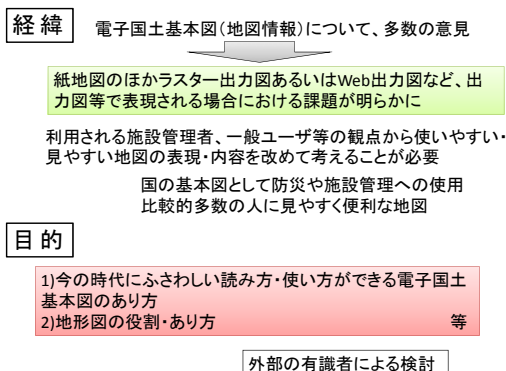 経緯
電子国土基本図(地図情報)について、多数の意見
紙地図のほかラスター出力図あるいはWeb出力図など、出
力図等で表現される場合における課題が明らかに
利用される施設管理者、一般ユーザ等の観点から使いやすい・
見やすい地図の表現・内容を改めて考えることが必要
国の基本図として防災や施設管理への使用
比較的多数の人に見やすく便利な地図
目的
1)今の時代にふさわしい読み方・使い方ができる電子国土
基本図のあり方
2)地形図の役割・あり方 等
外部の有識者による検討